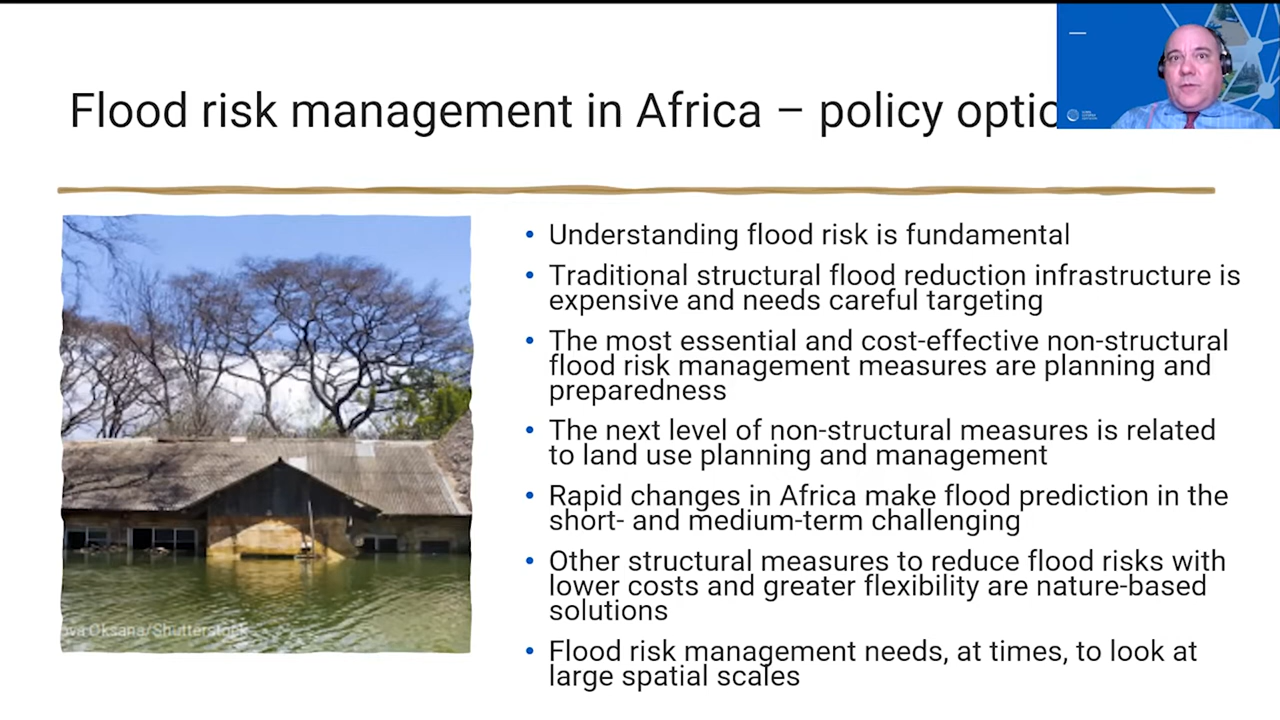 Flood risk management in Africa – policy optio
Understanding flood risk is fundamental
Traditional structural flood reduction infrastructure is
expensive and needs careful targeting
The most essential and cost-effective non-structural
flood risk management measures are planning and
preparedness
The next level of non-structural measures is related
to land use planning and management
Rapid changes in Africa make flood prediction in the
short- and medium-term challenging
Other structural measures to reduce flood risks with
lower costs and greater flexibility are nature-based
solutions
Flood risk management needs, at times, to look at
large spatial scales
ova Oksana/Shutterstock